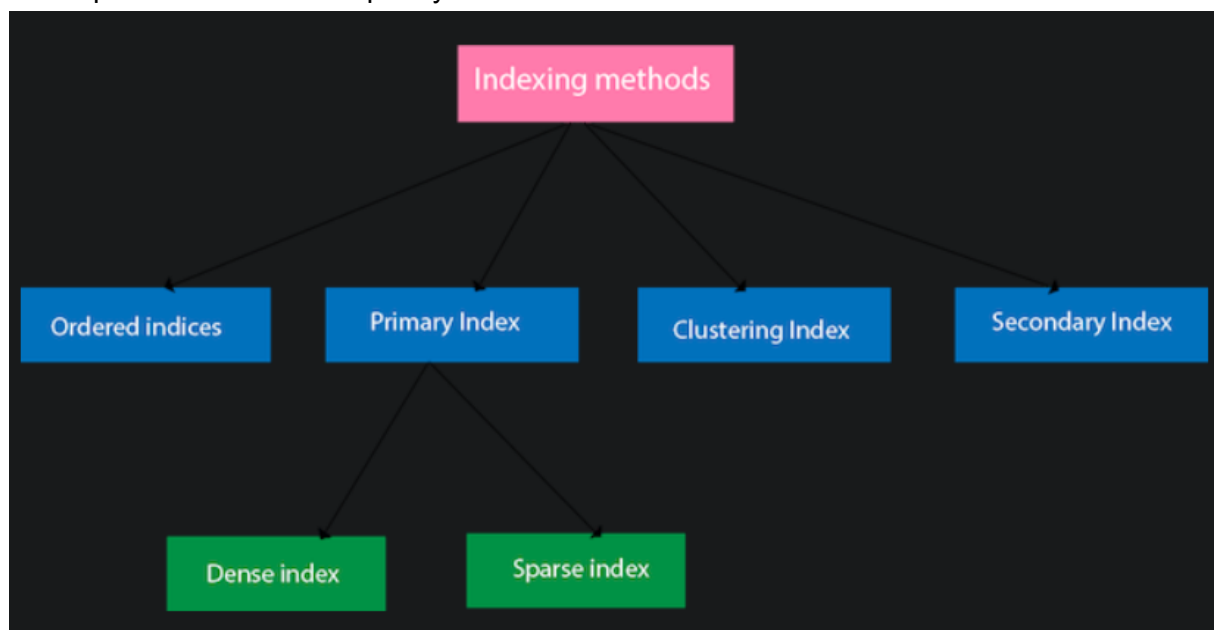 Indexing methods
Ordered indices
Primary Index
Clustering Index
Secondary Index
Dense index
Sparse index